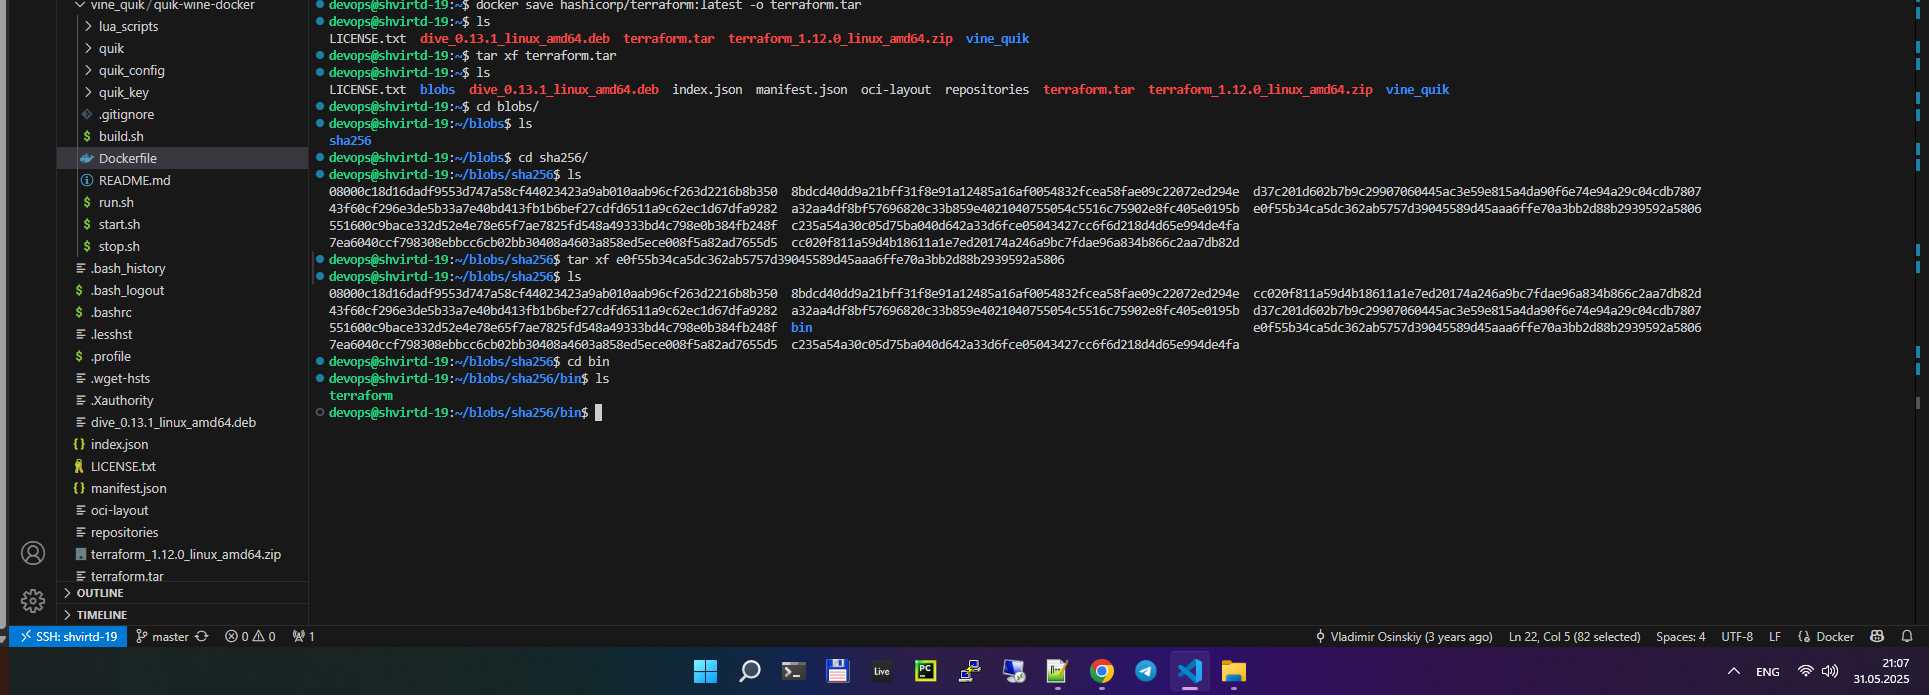 vine_quik/quik-wine-docker
lua_scripts
quik
quik_config
quik_key
.gitignore
build.sh
Dockerfile
README.md
run.sh
start.sh
stop.sh
.bash_history
.bash_logout
.bashrc
.lesshst
.profile
.wget-hsts
.Xauthority
dive_0.13.1_linux_amd64.deb
index.json
LICENSE.txt
manifest.json
oci-layout
repositories
terraform_1.12.0_linux_amd64.zip
terraform.tar
OUTLINE
TIMELINE
devops@shvirtd-19:~$ docker save hashicorp/terraform:latest -o terraform.tar
devops@shvirtd-19:~$ ls
LICENSE.txt dive_0.13.1_linux_amd64.deb terraform.tar terraform_1.12.0_linux_amd64.zip vine_quik
devops@shvirtd-19:~$ tar xf terraform.tar
devops@shvirtd-19:~$ ls
LICENSE.txt blobs dive_0.13.1_linux_amd64.deb index.json manifest.json oci-layout repositories terraform.tar terraform_1.12.0_linux_amd64.zip vine_quik
devops@shvirtd-19:~$ cd blobs/
devops@shvirtd-19:~/blobs$ ls
sha256
devops@shvirtd-19:~/blobs$ cd sha256/
devops@shvirtd-19:~/blobs/sha256$ ls
08000c18d16dadf9553d747a58cf44023423a9ab010aab96cf263d2216b8b350 8bdcd40dd9a21bff31f8e91a12485a16af0054832fcea58fae09c22072ed294e d37c201d602b7b9c29970604​45ac3e59e815a4da90f6e74e94a29c04cdb7807
43f60cf296e3de5b33a7e40bd413fb1b6bef27cdfd6511a9c62ec1d67dfa9282 a32aa4df8bf57696820c33b859e4021040755054c5516c75902e8fc405e0195b e0f55b34ca5dc362ab5757d39045589d45aaa6ffe70a3bb2d88b2939592a5806
551600c9bace332d52e4e78e65f7ae7825fd548a49333bd4c798e0b384fb248f c235a54a30c05d75ba040d642a33d6fce05043427cc6f6d218d4d65e994de4fa
7ea6040ccf798308ebbcc6cb02bb30408a4603a858ed5ece008f5a82ad7655d5 cc020f811a59d4b18611a1e7ed20174a246a9bc7fdae96a834b866c2aa7db82d
devops@shvirtd-19:~/blobs/sha256$ tar xf e0f55b34ca5dc362ab5757d39045589d45aaa6ffe70a3bb2d88b2939592a5806
devops@shvirtd-19:~/blobs/sha256$ ls
08000c18d16dadf9553d747a58cf44023423a9ab010aab96cf263d2216b8b350 8bdcd40dd9a21bff31f8e91a12485a16af0054832fcea58fae09c22072ed294e cc020f811a59d4b18611a1e7ed20174a246a9bc7fdae96a834b866c2aa7db82d
43f60cf296e3de5b33a7e40bd413fb1b6bef27cdfd6511a9c62ec1d67dfa9282 a32aa4df8bf57696820c33b859e4021040755054c5516c75902e8fc405e0195b d37c201d602b7b9c2997060445ac3e59e815a4da90f6e74e94a29c04cdb7807
551600c9bace332d52e4e78e65f7ae7825fd548a49333bd4c798e0b384fb248f bin e0f55b34ca5dc362ab5757d39045589d45aaa6ffe70a3bb2d88b2939592a5806
7ea6040ccf798308ebbcc6cb02bb30408a4603a858ed5ece008f5a82ad7655d5 c235a54a30c05d75ba040d642a33d6fce05043427cc6f6d218d4d65e994de4fa
devops@shvirtd-19:~/blobs/sha256$ cd bin
devops@shvirtd-19:~/blobs/sha256/bin$ ls
terraform
devops@shvirtd-19:~/blobs/sha256/bin$
SSH: shvirtd-19 master 0 0 1 Vladimir Osinskiy (3 years ago) Ln 22, Col 5 (82 selected) Spaces: 4 UTF-8 LF Docker
Live PC ENG 21:07
31.05.2025